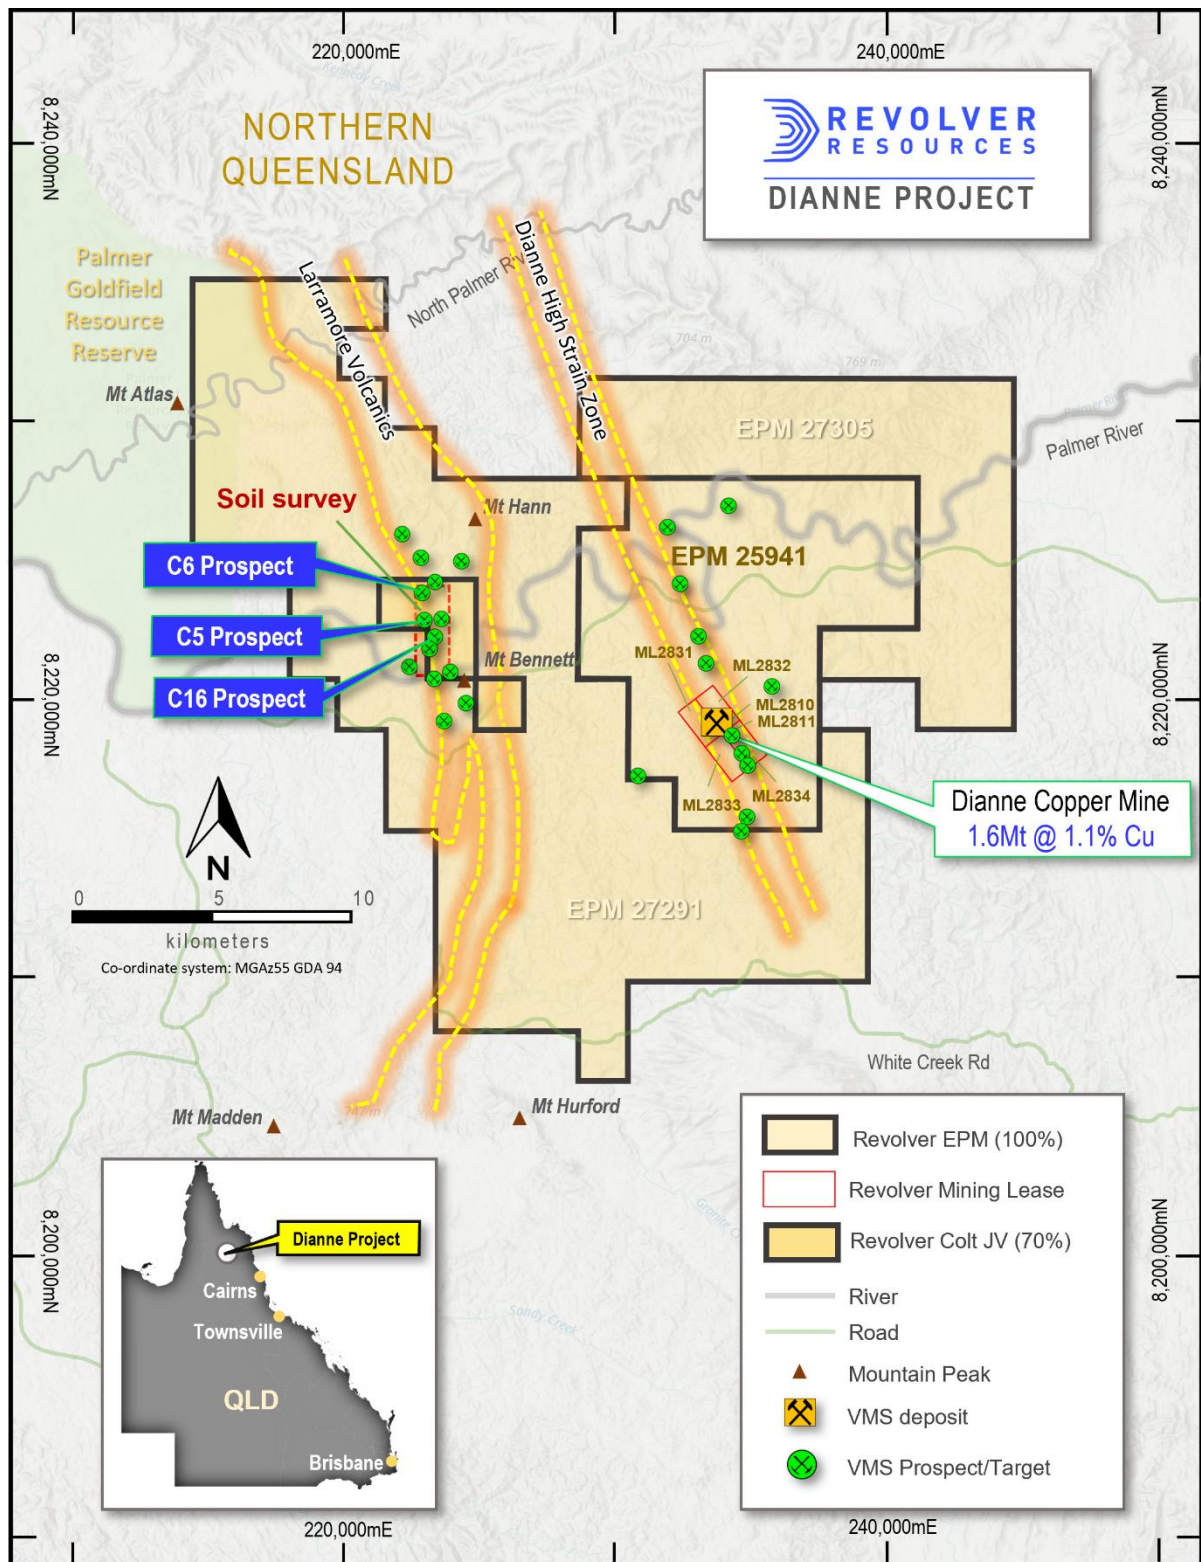 220,000mE
240,000mE
8,240,000mN
8,240,000mN
NORTHERN
QUEENSLAND
REVOLVER
RESOURCES
DIANNE PROJECT
Palmer
Goldfield
Resource
Reserve
Mt Atlas
Larramore Volcanics
North Palmer River
Dianne High Strain Zone
704 m
769 m
EPM 27305
Palmer River
Soil survey
Mt Hann
EPM 25941
C6 Prospect
C5 Prospect
C16 Prospect
Mt Bennett
ML2831
ML2832
ML2810
ML2811
ML2833
ML2834
8,220,000mN
8,220,000mN
Dianne Copper Mine
1.6Mt @ 1.1% Cu
N
0
5
10
kilometers
Co-ordinate system: MGAz55 GDA 94
EPM 27291
White Creek Rd
Mt Madden
747 m
Mt Hurford
Sandy Creek
8,200,000mN
8,200,000mN
Dianne Project
Cairns
Townsville
QLD
Brisbane
Revolver EPM (100%)
Revolver Mining Lease
Revolver Colt JV (70%)
River
Road
Mountain Peak
VMS deposit
VMS Prospect/Target
220,000mE
240,000mE